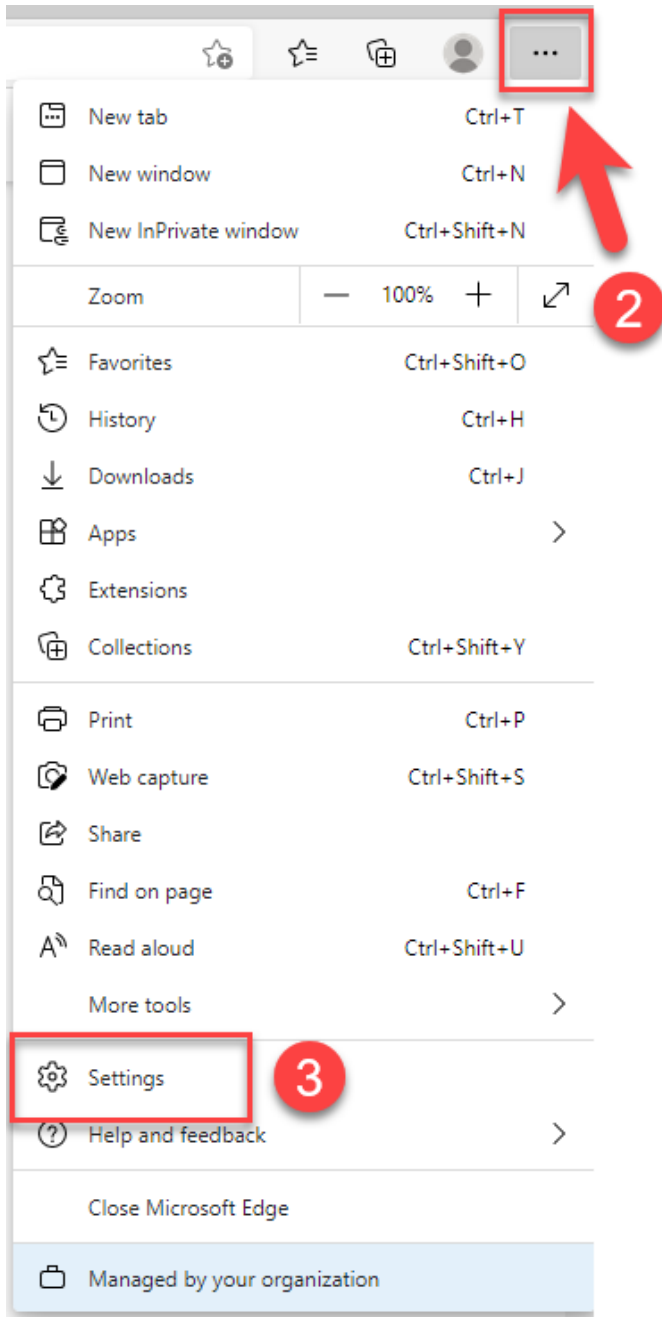 ...
2
New tab Ctrl+T
New window Ctrl+N
New InPrivate window Ctrl+Shift+N
Zoom — 100% +
Favorites Ctrl+Shift+O
History Ctrl+H
Downloads Ctrl+J
Apps
Extensions
Collections Ctrl+Shift+Y
Print Ctrl+P
Web capture Ctrl+Shift+S
Share
Find on page Ctrl+F
Read aloud Ctrl+Shift+U
More tools
Settings 3
Help and feedback
Close Microsoft Edge
Managed by your organization